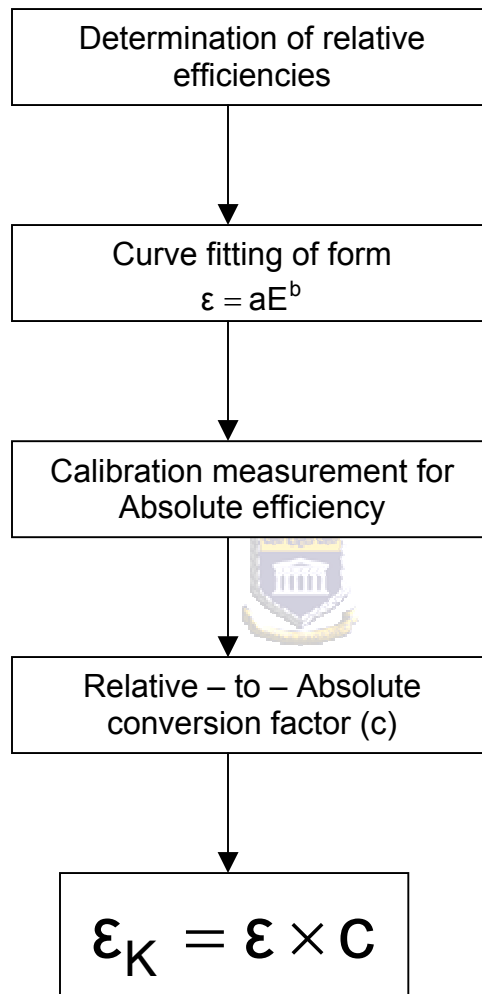 Determination of relative
efficiencies
Curve fitting of form
ε = aE^b
Calibration measurement for
Absolute efficiency
Relative – to – Absolute
conversion factor (c)
ε_K = ε × c